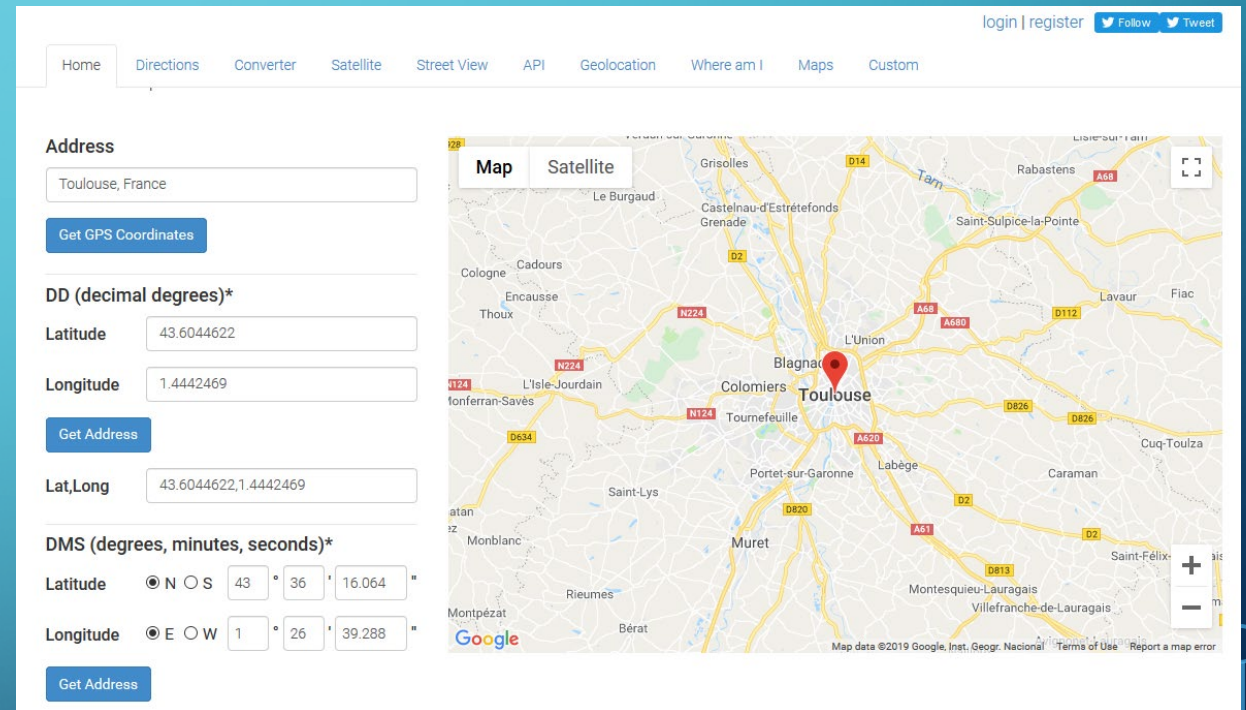 login | register Follow Tweet
Home Directions Converter Satellite Street View API Geolocation Where am I Maps Custom
Address
Toulouse, France
Get GPS Coordinates
DD (decimal degrees)*
Latitude 43.6044622
Longitude 1.4442469
Get Address
Lat,Long 43.6044622,1.4442469
DMS (degrees, minutes, seconds)*
Latitude N S 43 ° 36 ' 16.064 "
Longitude E W 1 ° 26 ' 39.288 "
Get Address
Map Satellite
Grisolles
D14
Tarn
Rabastens
A68
Le Burgaud
Castelnau-d'Estrétefonds
Grenade
Saint-Sulpice-la-Pointe
D2
Cologne
Cadours
Encausse
Thoux
N224
A68
A680
Lavaur
Fiac
D112
L'Union
N224
Blagnac
N124
L'Isle-Jourdain
Colomiers
Toulouse
Monferran-Savès
N124
Tournefeuille
D826
D826
D634
A620
Cuq-Toulza
Portet-sur-Garonne
Labège
Caraman
Saint-Lys
D820
D2
Monblanc
Muret
A61
D2
D813
Rieumes
Montesquieu-Lauragais
Montpézat
Villefranche-de-Lauragais
Bérat
Google
Map data ©2019 Google, Inst. Geogr. Nacional Terms of Use Report a map error